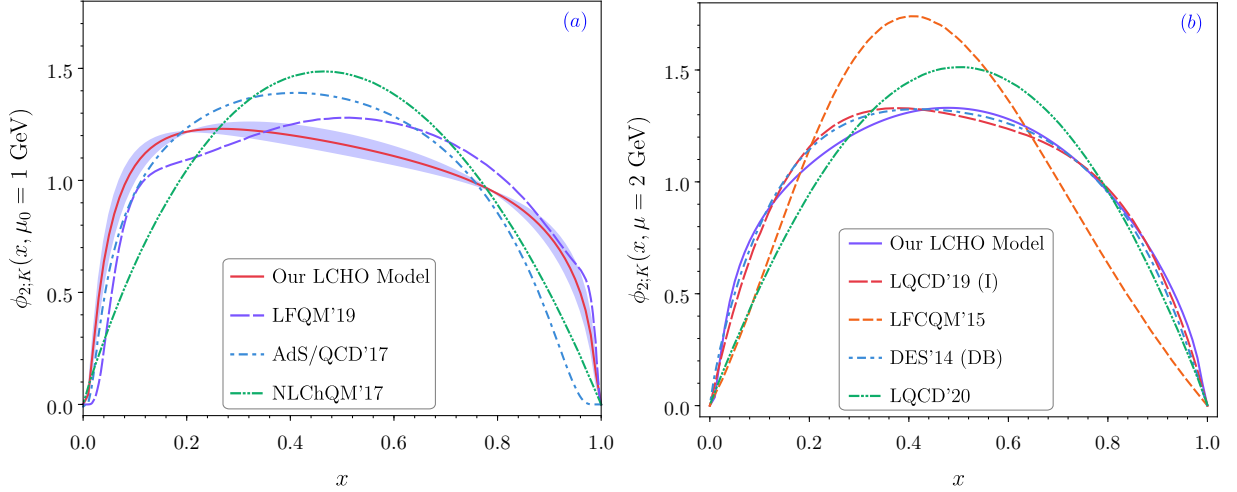 (a)
ϕ2;K(x, μ0 = 1 GeV)
1.5
1.0
0.5
0.0
Our LCHO Model
LFQM'19
AdS/QCD'17
NLChQM'17
0.0 0.2 0.4 0.6 0.8 1.0
x
(b)
ϕ2;K(x, μ = 2 GeV)
1.5
1.0
0.5
0.0
Our LCHO Model
LQCD'19 (I)
LFCQM'15
DES'14 (DB)
LQCD'20
0.0 0.2 0.4 0.6 0.8 1.0
x